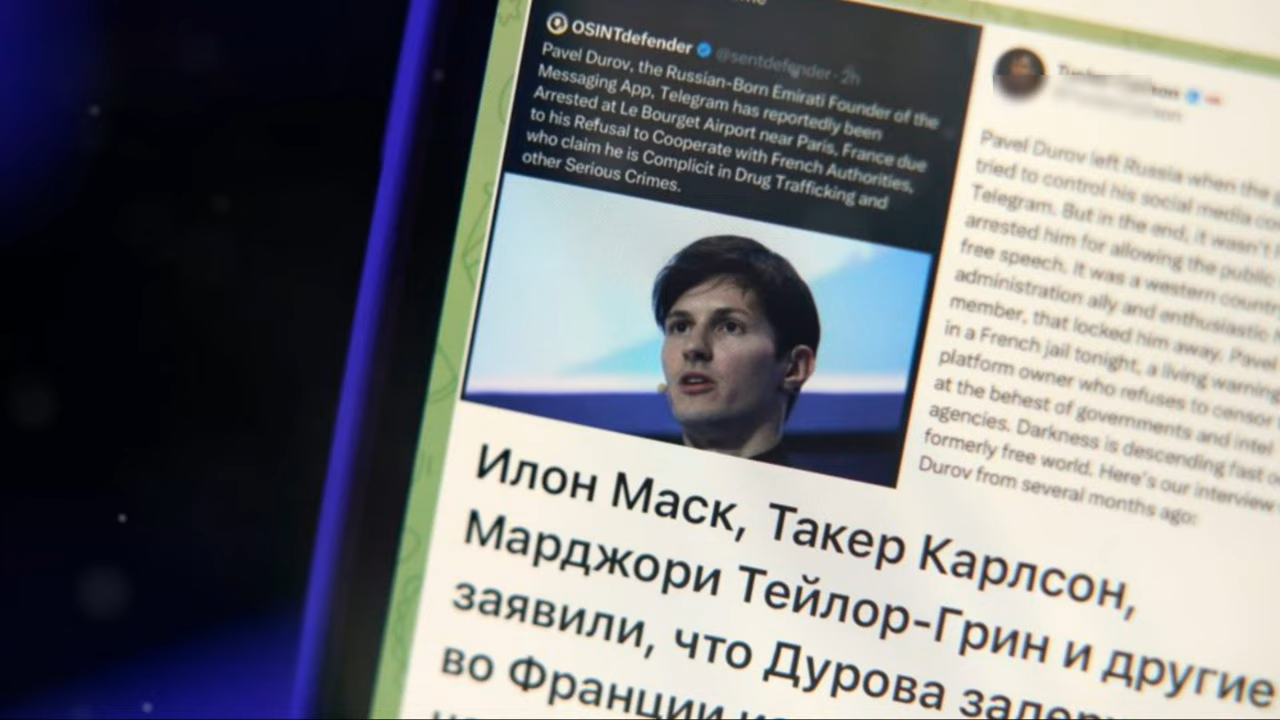 OSINTdefender @sentdefender · 2h
Pavel Durov, the Russian-Born Emirati Founder of the
Messaging App, Telegram has reportedly been
Arrested at Le Bourget Airport near Paris, France due
to his Refusal to Cooperate with French Authorities,
who claim he is Complicit in Drug Trafficking and
other Serious Crimes.
Pavel Durov left Russia when the
tried to control his social media
Telegram. But in the end, it wasn't
arrested him for allowing the public
free speech. It was a western country
administration ally and enthusiastic
member, that locked him away. Pavel
in a French jail tonight, a living warning
platform owner who refuses to censor
at the behest of governments and intel
agencies. Darkness is descending fast
formerly free world. Here's our interview
Durov from several months ago:
Илон Маск, Такер Карлсон,
Марджори Тейлор-Грин и другие
заявили, что Дурова
во Франции